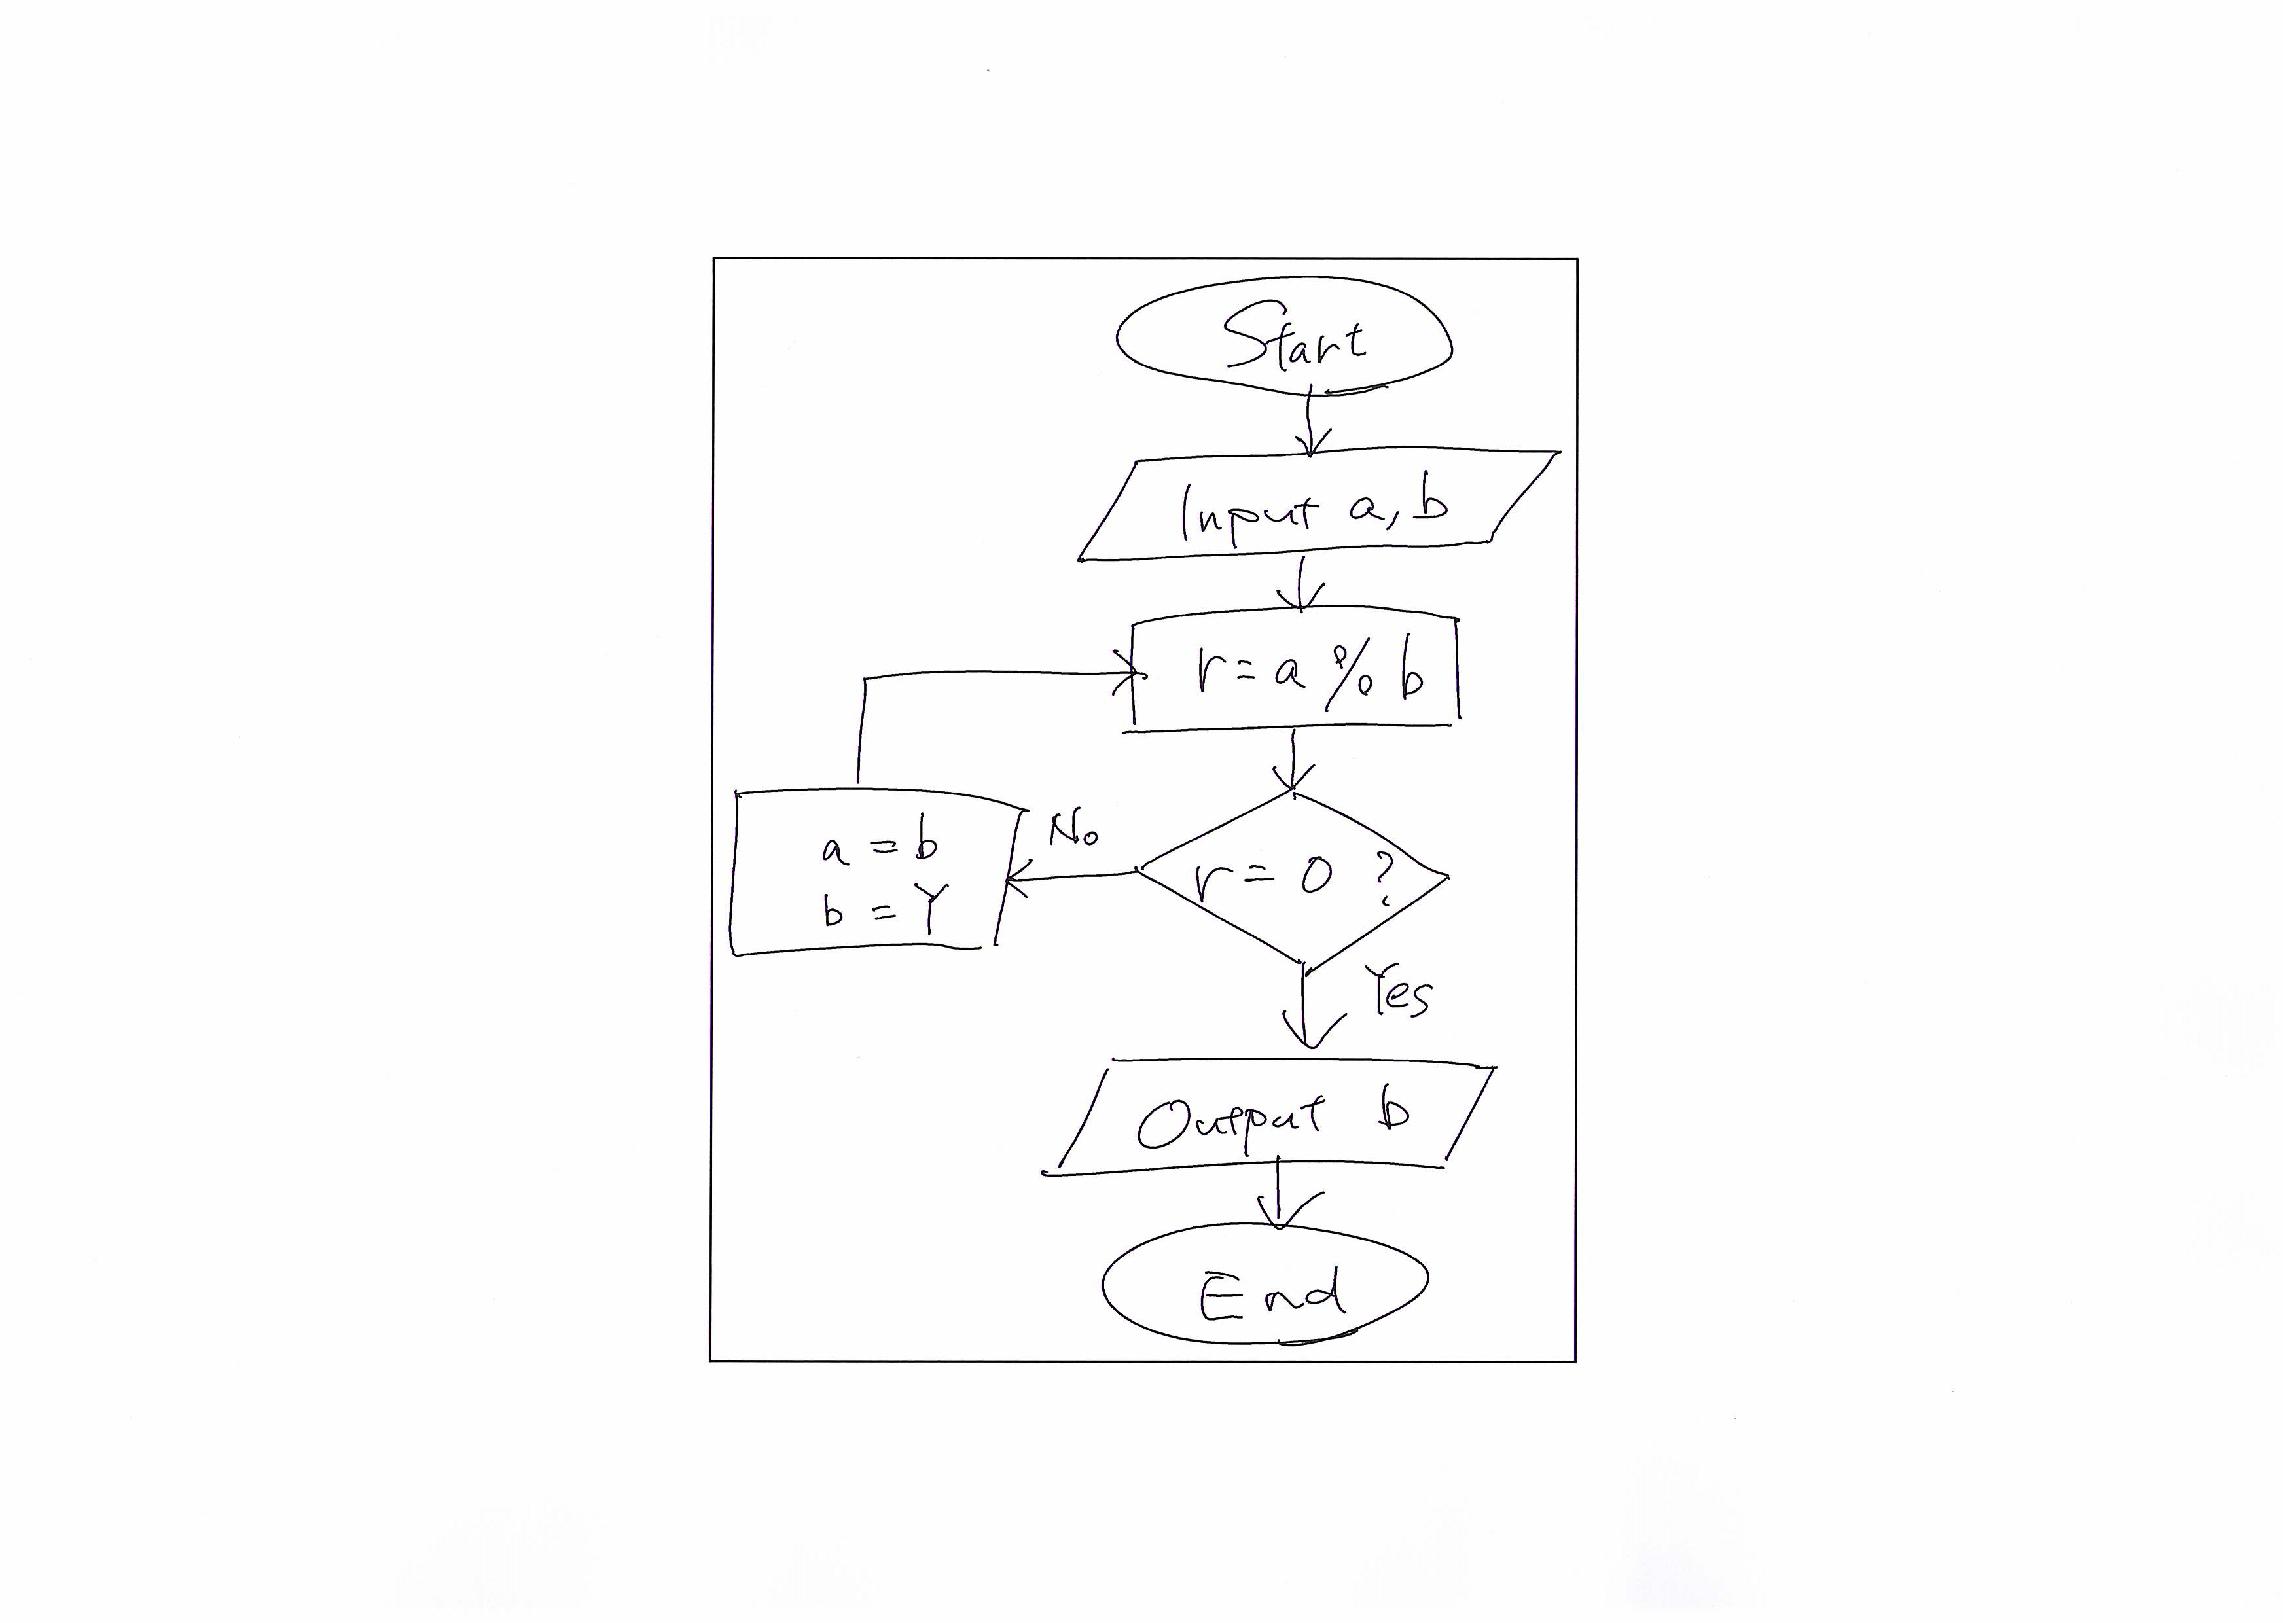 Start
Input a, b
r = a % b
r = 0 ?
No
a = b
b = r
Yes
Output b
End